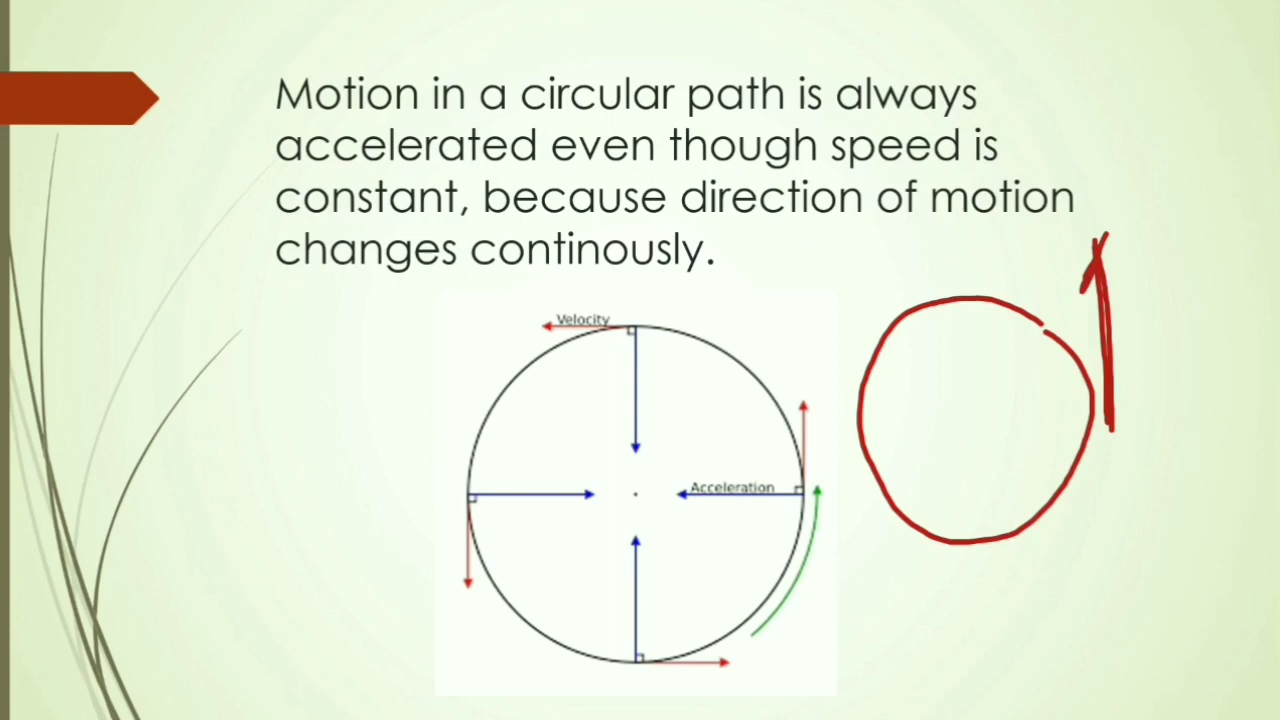 Motion in a circular path is always
accelerated even though speed is
constant, because direction of motion
changes continously.
Velocity
Acceleration